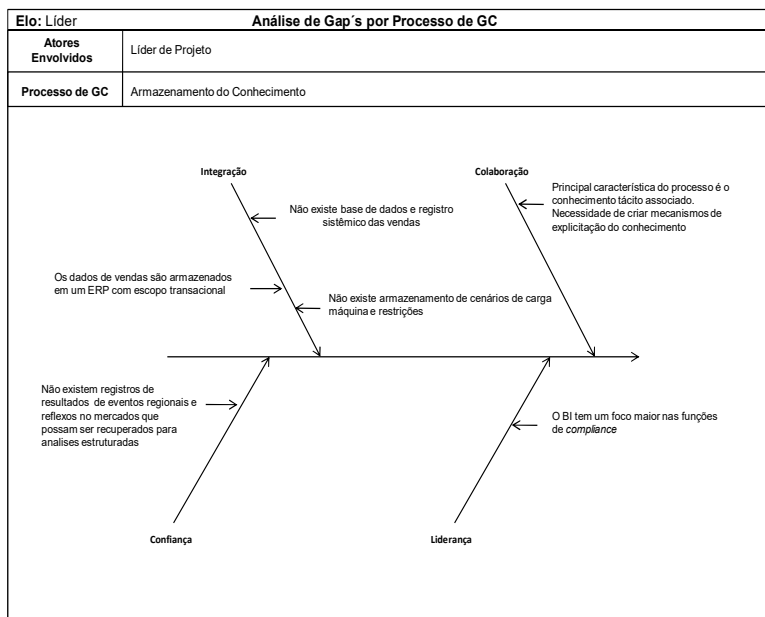 Elo: Líder Análise de Gap´s por Processo de GC
Atores
Envolvidos
Líder de Projeto
Processo de GC
Armazenamento do Conhecimento
Integração
Colaboração
Não existe base de dados e registro
sistêmico das vendas
Principal característica do processo é o
conhecimento tácito associado.
Necessidade de criar mecanismos de
explicitação do conhecimento
Os dados de vendas são armazenados
em um ERP com escopo transacional
Não existe armazenamento de cenários de carga
máquina e restrições
Não existem registros de
resultados de eventos regionais e
reflexos no mercados que
possam ser recuperados para
analises estruturadas
O BI tem um foco maior nas funções
de compliance
Confiança
Liderança